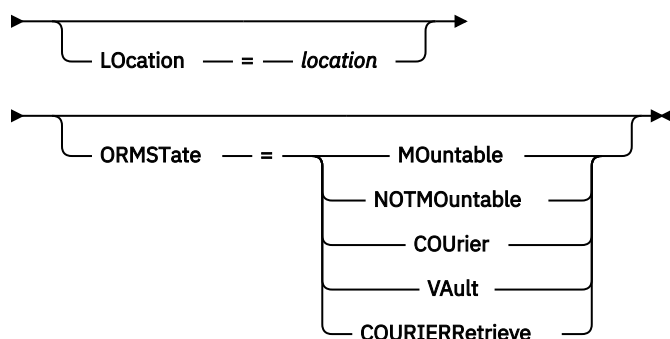 LOcation = location
ORMSTate = MOuntable
NOTMOuntable
COUrier
VAult
COURIERRetrieve